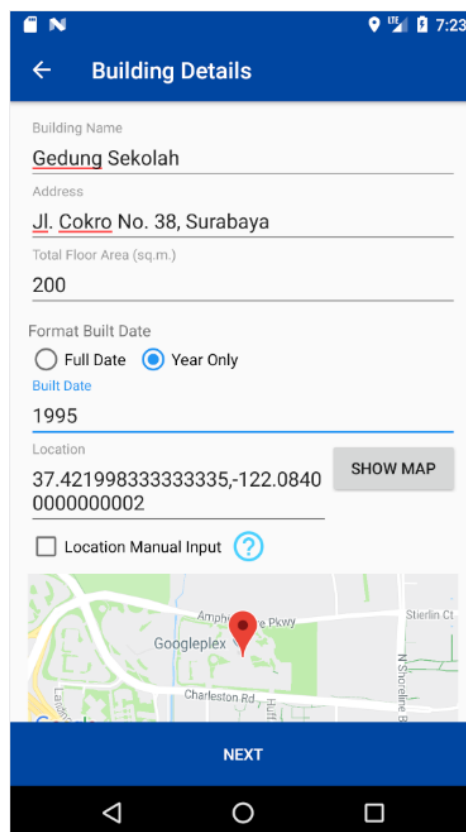 LTE 7:23
Building Details
Building Name
Gedung Sekolah
Address
Jl. Cokro No. 38, Surabaya
Total Floor Area (sq.m.)
200
Format Built Date
Full Date Year Only
Built Date
1995
Location
37.421998333333335,-122.0840
0000000002
SHOW MAP
Location Manual Input ?
Stierlin Ct
Pkwy
Googleplex
Charleston Rd
NEXT